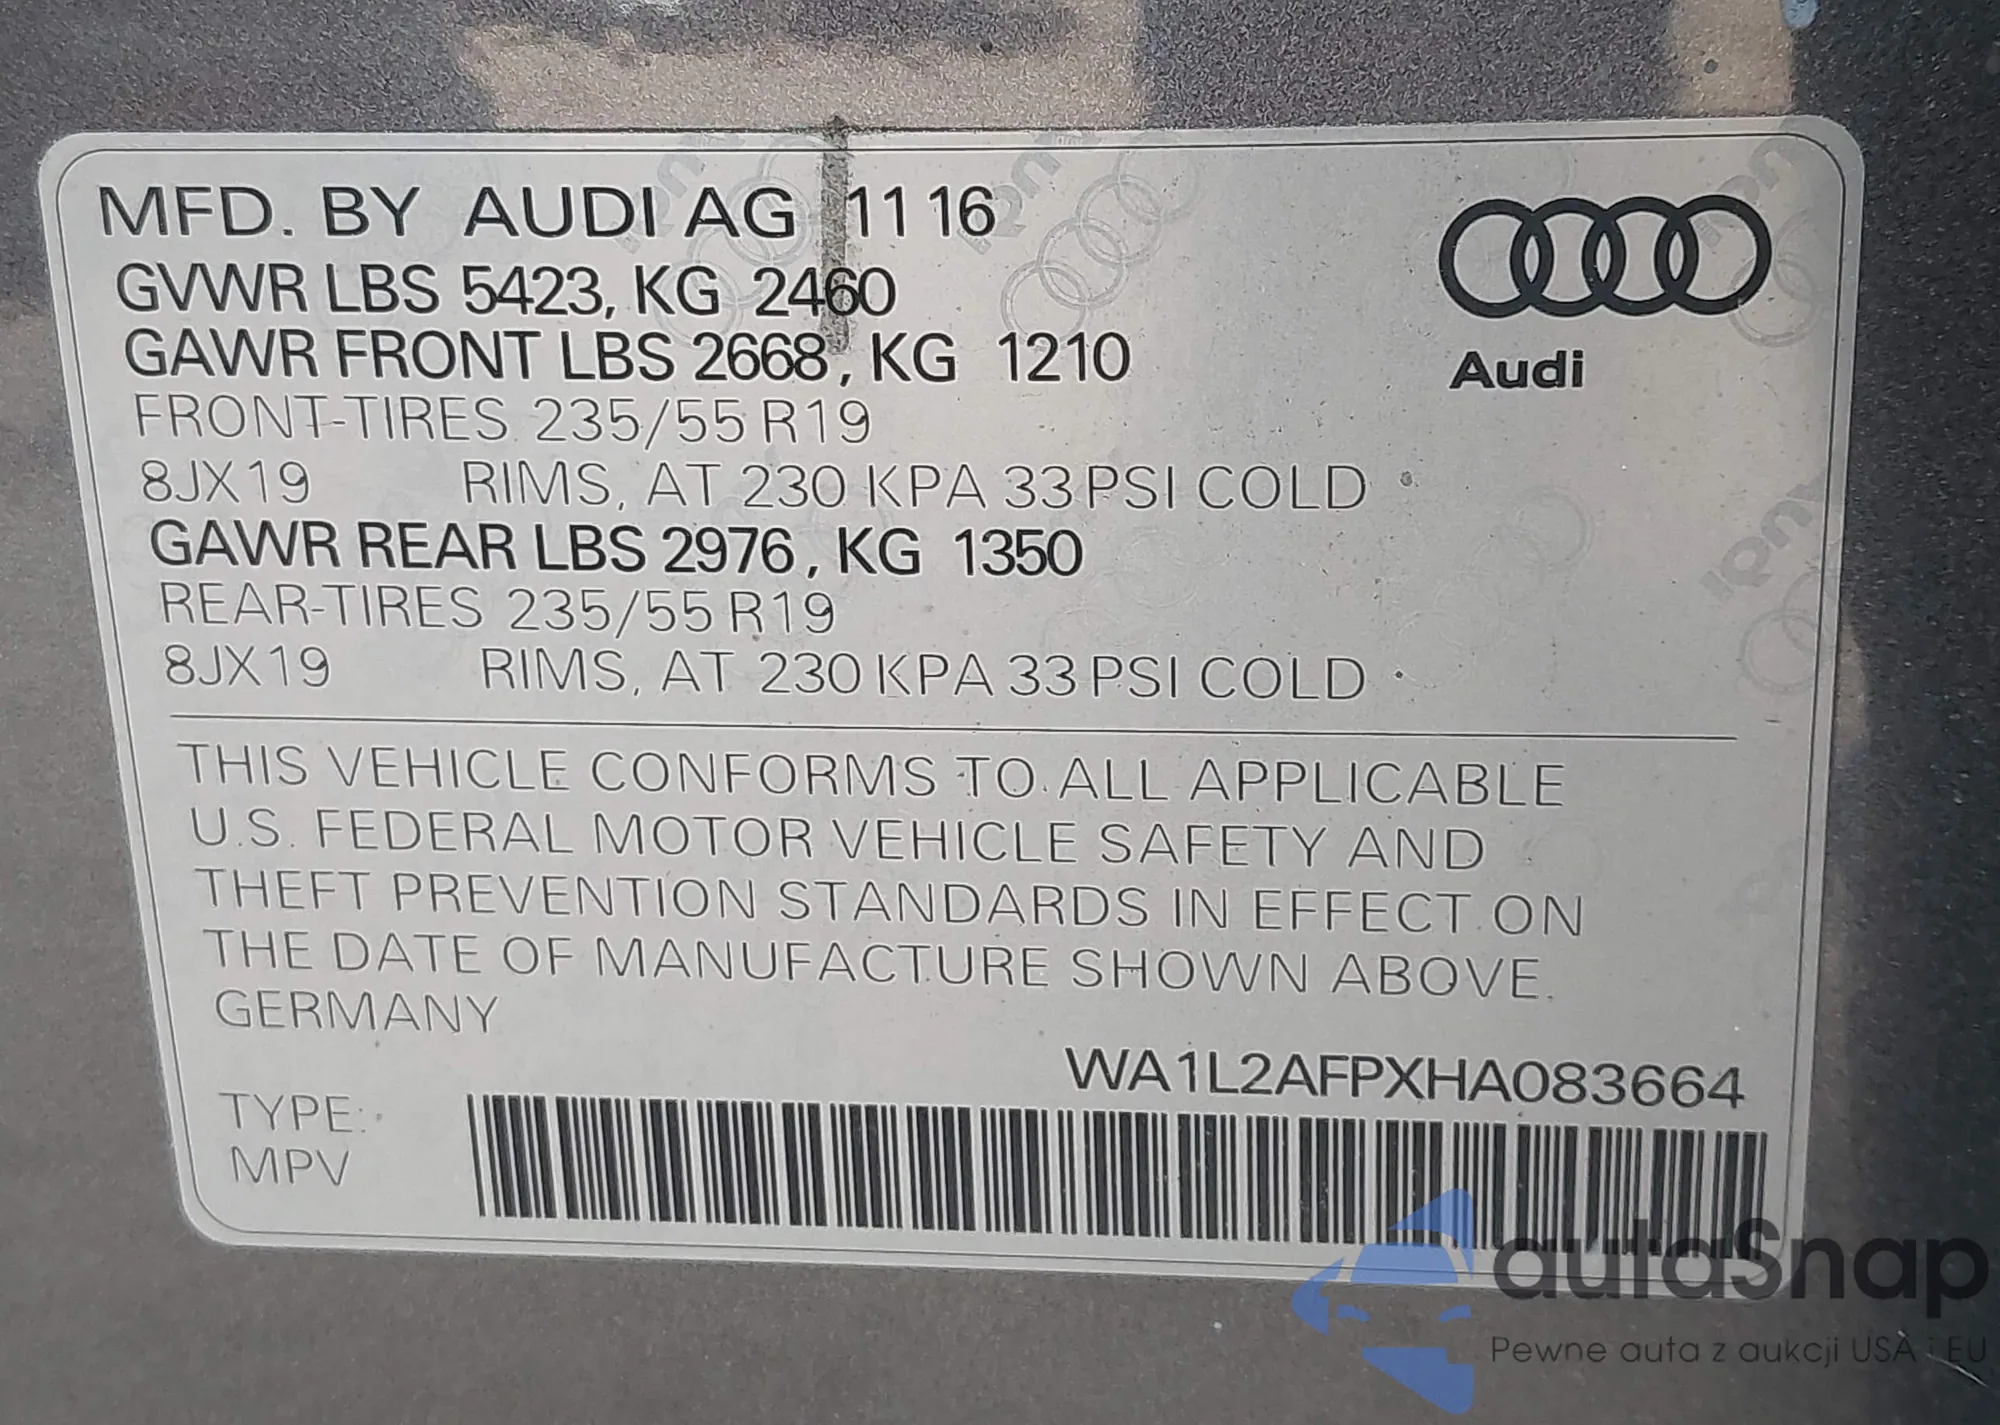 MFD. BY AUDI AG 11 16
GVWR LBS 5423, KG 2460
GAWR FRONT LBS 2668, KG 1210
FRONT-TIRES 235/55 R19
8JX19 RIMS, AT 230 KPA 33 PSI COLD
GAWR REAR LBS 2976, KG 1350
REAR-TIRES 235/55 R19
8JX19 RIMS, AT 230 KPA 33 PSI COLD
Audi
THIS VEHICLE CONFORMS TO ALL APPLICABLE
U.S. FEDERAL MOTOR VEHICLE SAFETY AND
THEFT PREVENTION STANDARDS IN EFFECT ON
THE DATE OF MANUFACTURE SHOWN ABOVE.
GERMANY
WA1L2AFPXHA083664
TYPE:
MPV
autaSnap
Pewne auta z aukcji USA i EU